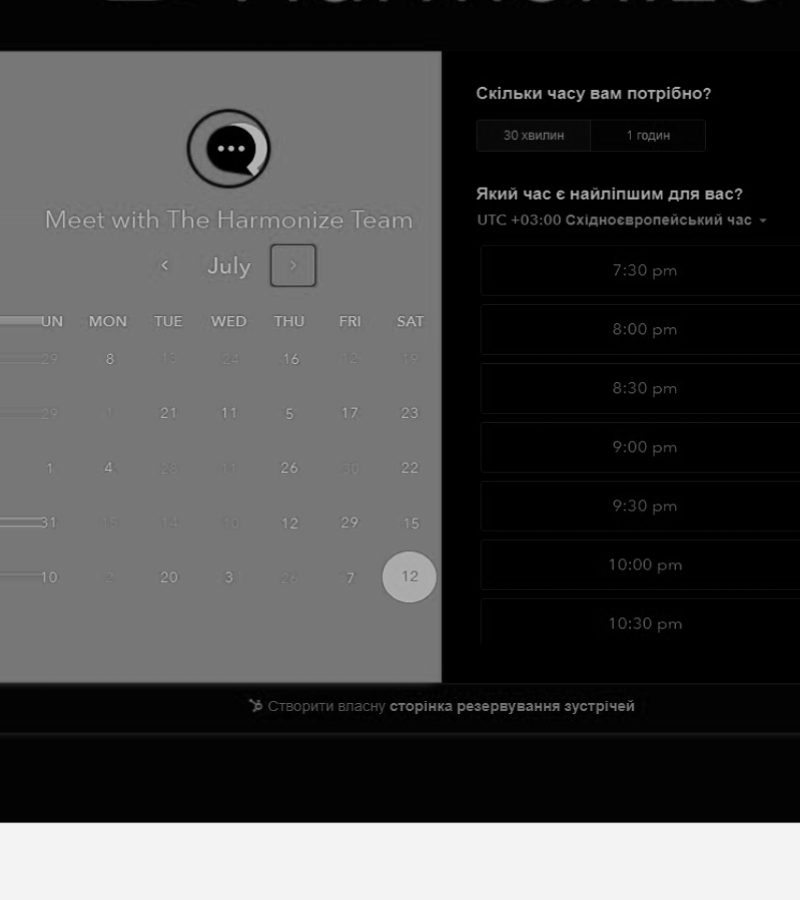 Meet with The Harmonize Team
July
UN MON TUE WED THU FRI SAT
29 8 13 24 16 12 19
29 1 21 11 5 17 23
1 4 26 30 22
31 15 14 10 12 29 15
10 2 20 3 26 7 12
Скільки часу вам потрібно?
30 хвилин 1 годин
Який час є найліпшим для вас?
UTC +03:00 Східноєвропейський час
7:30 pm
8:00 pm
8:30 pm
9:00 pm
9:30 pm
10:00 pm
10:30 pm
Створити власну сторінка резервування зустрічей